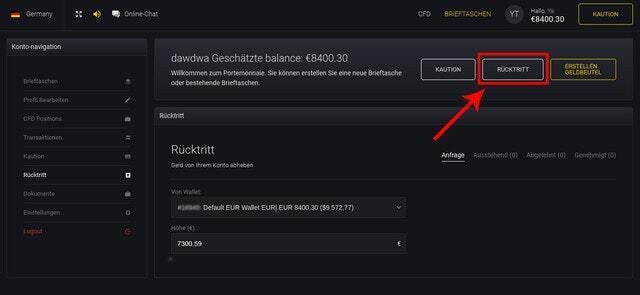 Germany
Online-Chat
CFD
BRIEFTASCHEN
YT
Hallo,
€8400.30
KAUTION
Konto-navigation
Brieftaschen
Profil Bearbeiten
CFD Positions
Transaktionen
Kaution
Rücktritt
Dokumente
Einstellungen
Logout
dawdwa Geschätzte balance: €8400.30
Willkommen zum Portemonnaie. Sie können erstellen Sie eine neue Brieftasche
oder bestehende Brieftaschen.
KAUTION
RÜCKTRITT
ERSTELLEN
GELDBEUTEL
Rücktritt
Rücktritt
Geld von Ihrem Konto abheben
Anfrage
Ausstehend (0)
Abgelehnt (0)
Genehmigt (0)
Von Wallet:
Default EUR Wallet EUR| EUR 8400.30 ($9 572,77)
Höhe (€) :
7300.59
€